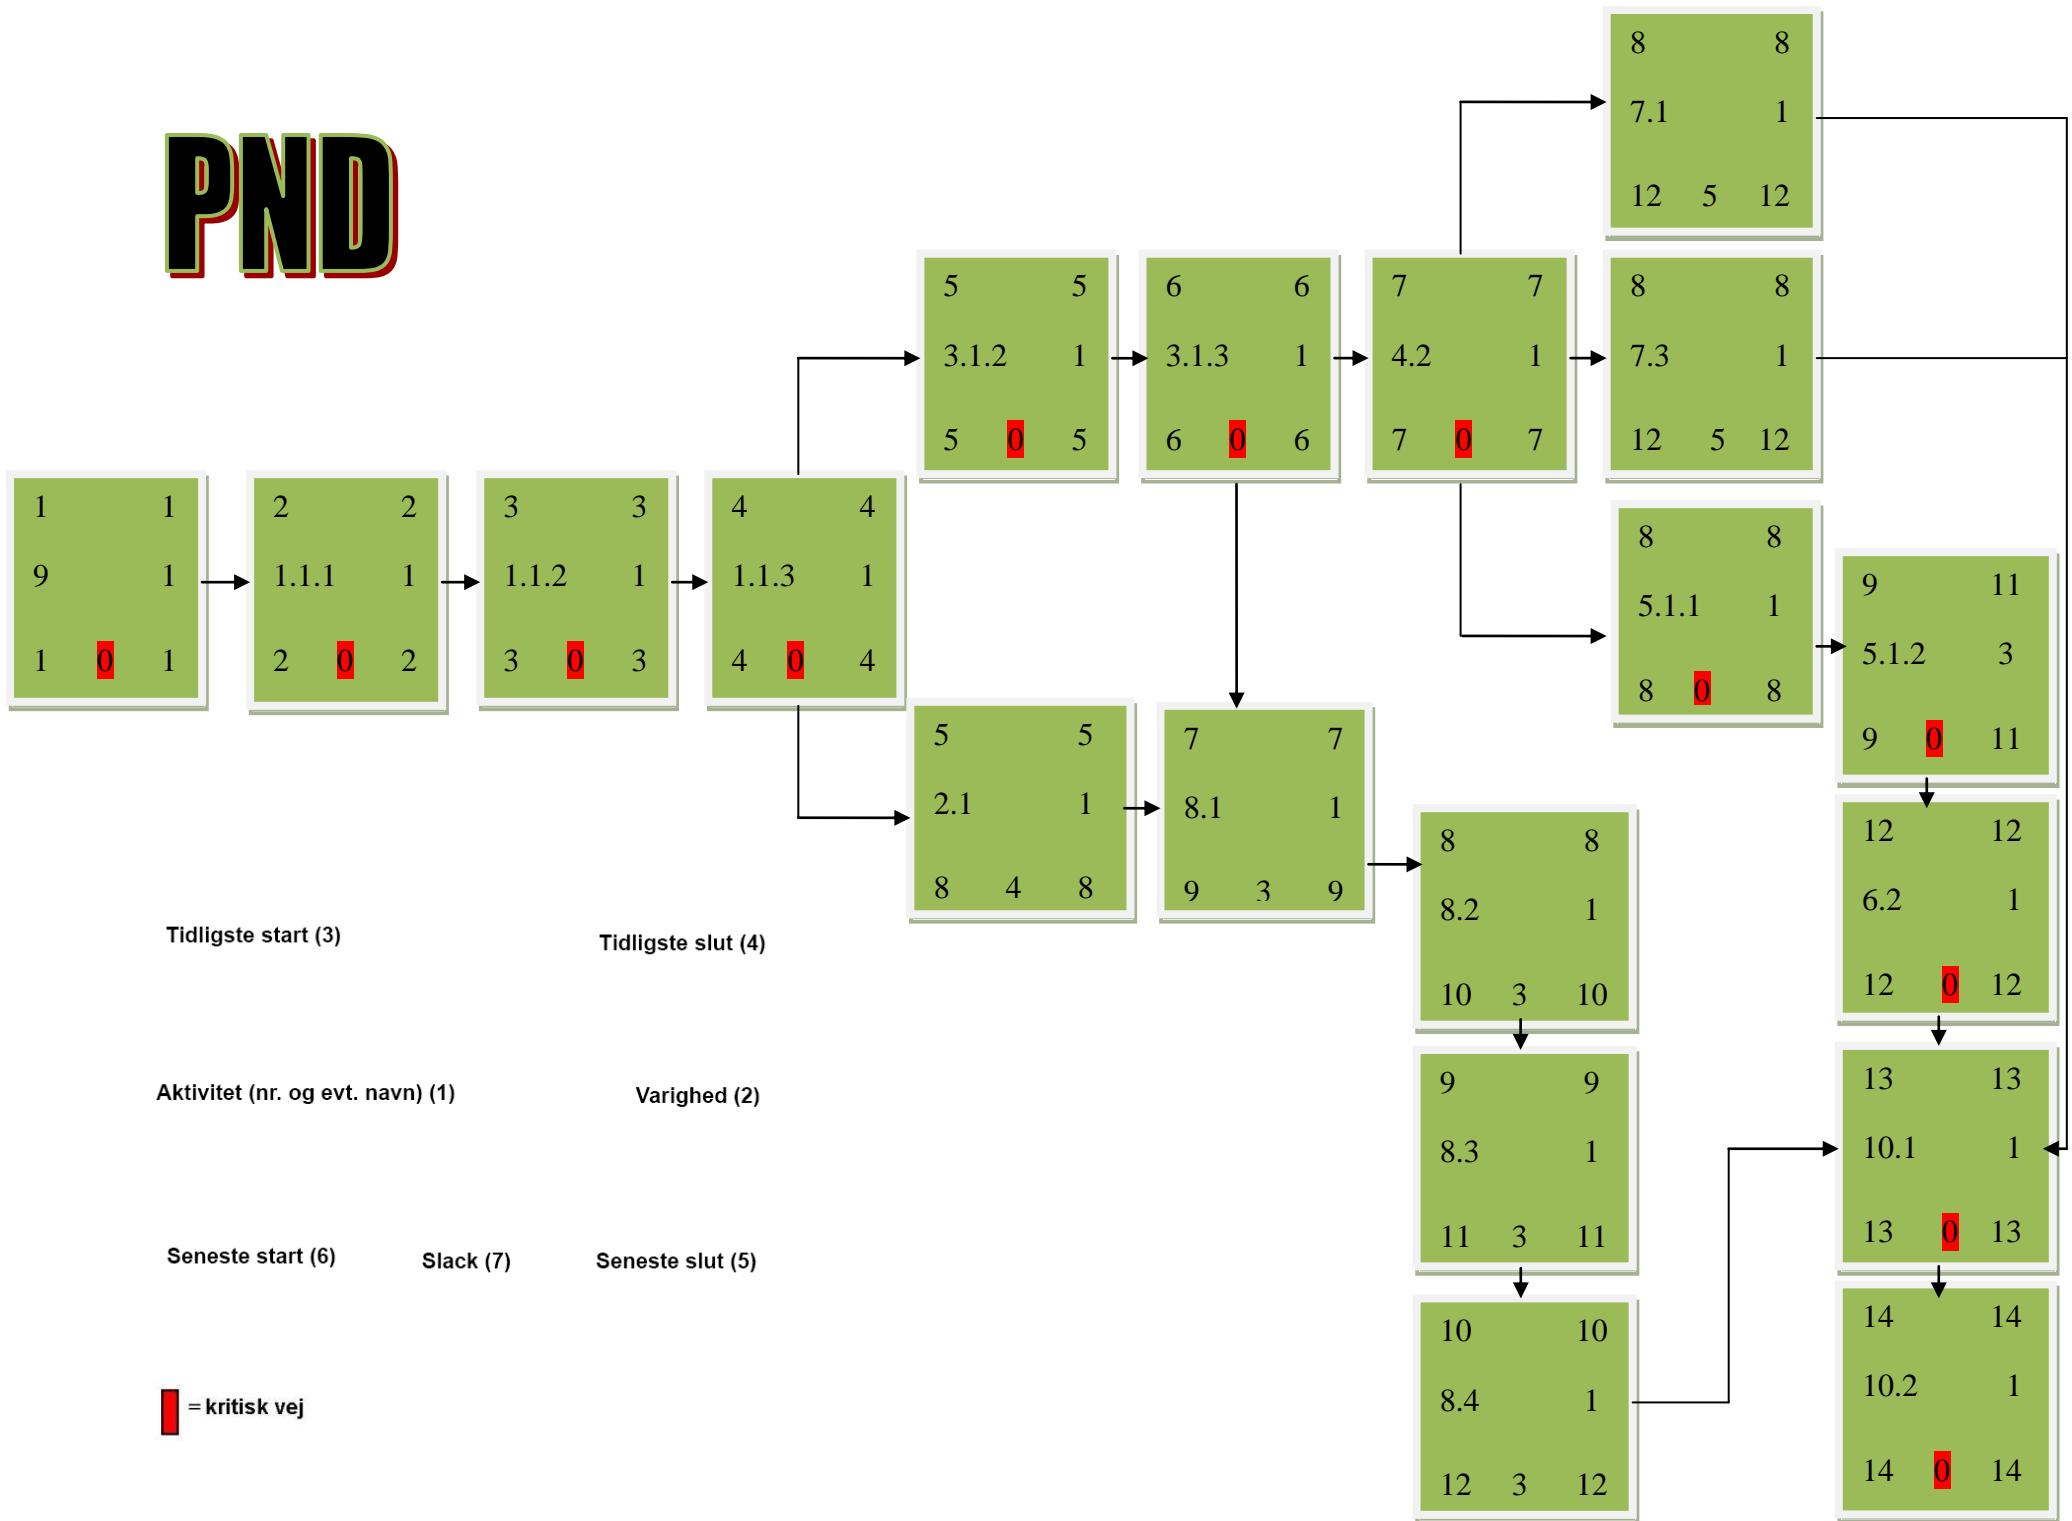 PND
8 8
7.1 1
12 5 12
5 5
3.1.2 1
5 0 5
6 6
3.1.3 1
6 0 6
7 7
4.2 1
7 0 7
8 8
7.3 1
12 5 12
1 1
9 1
1 0 1
2 2
1.1.1 1
2 0 2
3 3
1.1.2 1
3 0 3
4 4
1.1.3 1
4 0 4
8 8
5.1.1 1
8 0 8
9 11
5.1.2 3
9 0 11
5 5
2.1 1
8 4 8
7 7
8.1 1
9 3 9
8 8
8.2 1
10 3 10
12 12
6.2 1
12 0 12
9 9
8.3 1
11 3 11
13 13
10.1 1
13 0 13
10 10
8.4 1
12 3 12
14 14
10.2 1
14 0 14
Tidligste start (3)
Tidligste slut (4)
Aktivitet (nr. og evt. navn) (1)
Varighed (2)
Seneste start (6)
Slack (7)
Seneste slut (5)
= kritisk vej